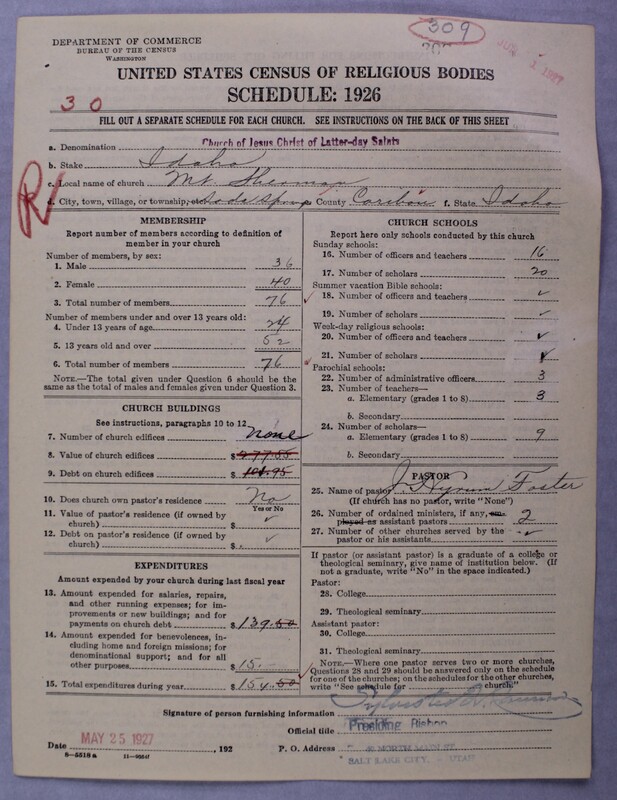 309
DEPARTMENT OF COMMERCE
BUREAU OF THE CENSUS
WASHINGTON
UNITED STATES CENSUS OF RELIGIOUS BODIES
SCHEDULE: 1926
30
FILL OUT A SEPARATE SCHEDULE FOR EACH CHURCH. SEE INSTRUCTIONS ON THE BACK OF THIS SHEET
a. Denomination Church of Jesus Christ of Latter-day Saints
b. Stake Idaho
c. Local name of church Mt Sherman
R
d. City, town, village, or township, etc Soda Springs County Caribou f. State Idaho
MEMBERSHIP
Report number of members according to definition of
member in your church
Number of members, by sex:
1. Male 36
2. Female 40
3. Total number of members 76
Number of members under and over 13 years old:
4. Under 13 years of age 24
5. 13 years old and over 52
6. Total number of members 76
NOTE.—The total given under Question 6 should be
the same as the total of males and females given under Question 3.
CHURCH BUILDINGS
See instructions, paragraphs 10 to 12
7. Number of church edifices none
8. Value of church edifices $
9. Debt on church edifices $
10. Does church own pastor's residence No
Yes or No
11. Value of pastor's residence (if owned by
church) $ ✓
12. Debt on pastor's residence (if owned by
church) $ ✓
EXPENDITURES
Amount expended by your church during last fiscal year
13. Amount expended for salaries, repairs,
and other running expenses; for im-
provements or new buildings; and for
payments on church debt $ 139.50
14. Amount expended for benevolences, in-
cluding home and foreign missions; for
denominational support; and for all
other purposes $ 15.
15. Total expenditures during year $ 154.50
CHURCH SCHOOLS
Report here only schools conducted by this church
Sunday schools:
16. Number of officers and teachers 16
17. Number of scholars 20
Summer vacation Bible schools:
18. Number of officers and teachers ✓
19. Number of scholars ✓
Week-day religious schools:
20. Number of officers and teachers ✓
21. Number of scholars ✓
Parochial schools:
22. Number of administrative officers 3
23. Number of teachers—
a. Elementary (grades 1 to 8) 3
b. Secondary
24. Number of scholars—
a. Elementary (grades 1 to 8) 9
b. Secondary
PASTOR
25. Name of pastor J. Hyrum Foster
(If church has no pastor, write "None")
26. Number of ordained ministers, if any, em-
ployed as assistant pastors 2
27. Number of other churches served by the
pastor or his assistants ✓
If pastor (or assistant pastor) is a graduate of a college or
theological seminary, give name of institution below. (If
not a graduate, write "No" in the space indicated.)
Pastor:
28. College
29. Theological seminary
Assistant pastor:
30. College
31. Theological seminary
NOTE.—Where one pastor serves two or more churches,
Questions 28 and 29 should be answered only on the schedule
for one of the churches; on the schedules for the other churches,
write "See schedule for church"
Signature of person furnishing information Sylvester Q. Cannon
Official title Presiding Bishop
Date MAY 25 1927, 192 P. O. Address 40 NORTH MAIN ST
SALT LAKE CITY, UTAH
8—5518 a